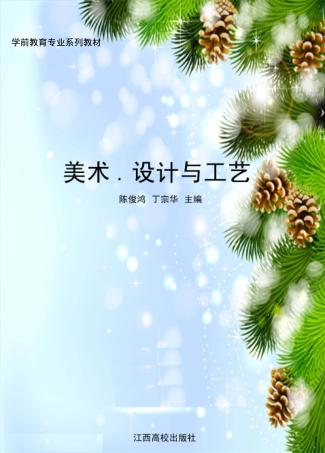 学前教育专业系列教材
美术．设计与工艺
陈俊鸿 丁宗华 主编
江西高校出版社